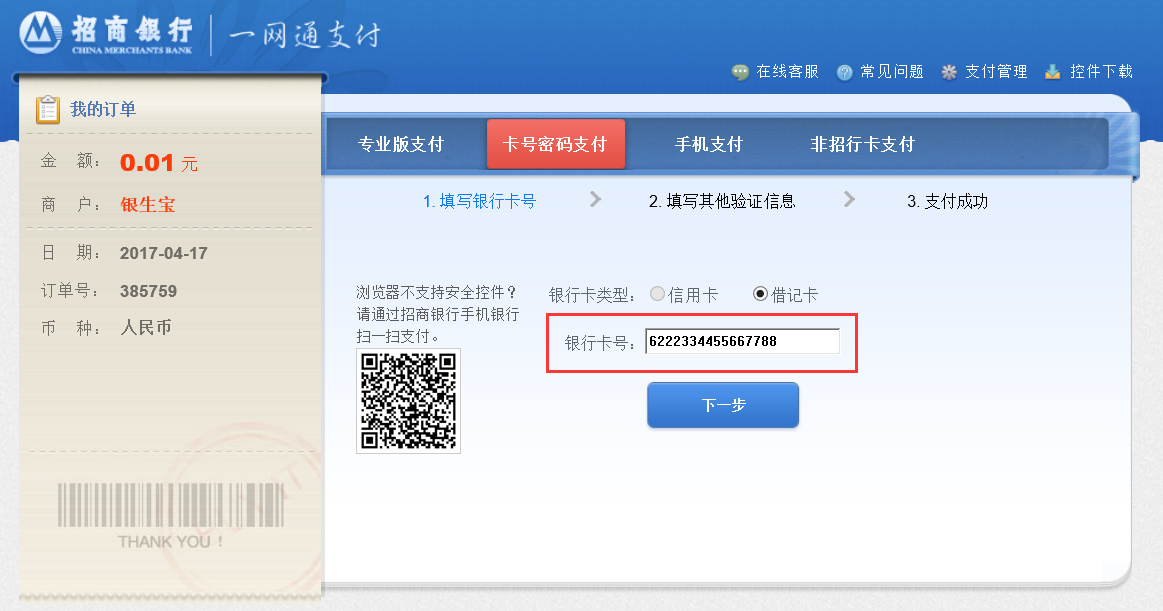 招商银行 一网通支付
CHINA MERCHANTS BANK
在线客服 常见问题 支付管理 控件下载
我的订单
金 额: 0.01 元
商 户: 银生宝
日 期: 2017-04-17
订单号: 385759
币 种: 人民币
THANK YOU !
专业版支付 卡号密码支付 手机支付 非招行卡支付
1. 填写银行卡号 2. 填写其他验证信息 3. 支付成功
浏览器不支持安全控件？
请通过招商银行手机银行
扫一扫支付。
银行卡类型: 信用卡 借记卡
银行卡号: 6222334455667788
下一步